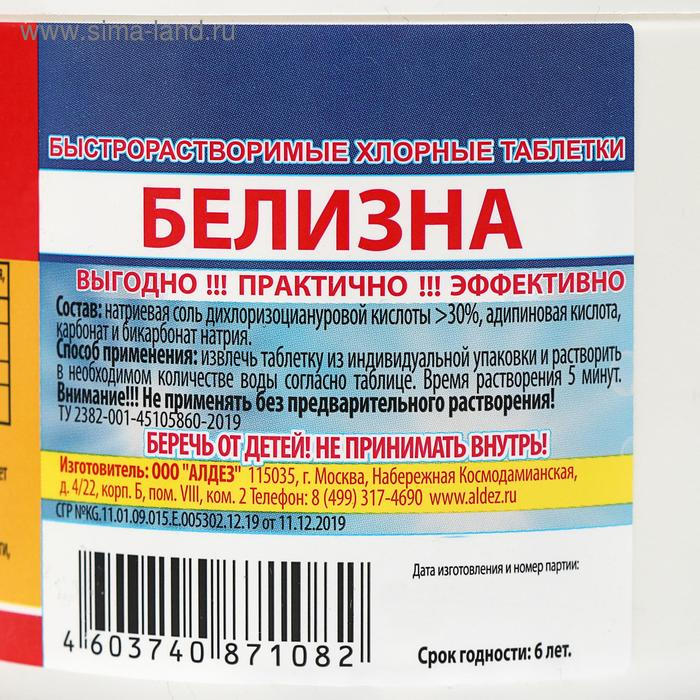 www.sima-land.ru
БЫСТРОРАСТВОРИМЫЕ ХЛОРНЫЕ ТАБЛЕТКИ
БЕЛИЗНА
ВЫГОДНО !!! ПРАКТИЧНО !!! ЭФФЕКТИВНО
Состав: натриевая соль дихлоризоциануровой кислоты >30%, адипиновая кислота,
карбонат и бикарбонат натрия.
Способ применения: извлечь таблетку из индивидуальной упаковки и растворить
в необходимом количестве воды согласно таблице. Время растворения 5 минут.
Внимание!!! Не применять без предварительного растворения!
ТУ 2382-001-45105860-2019
БЕРЕЧЬ ОТ ДЕТЕЙ! НЕ ПРИНИМАТЬ ВНУТРЬ!
Изготовитель: ООО "АЛДЕЗ" 115035, г. Москва, Набережная Космодамианская,
д. 4/22, корп. Б, пом. VIII, ком. 2 Телефон: 8 (499) 317-4690 www.aldez.ru
СГР №KG.11.01.09.015.E.005302.12.19 от 11.12.2019
Дата изготовления и номер партии:
4 603740 871082
Срок годности: 6 лет.